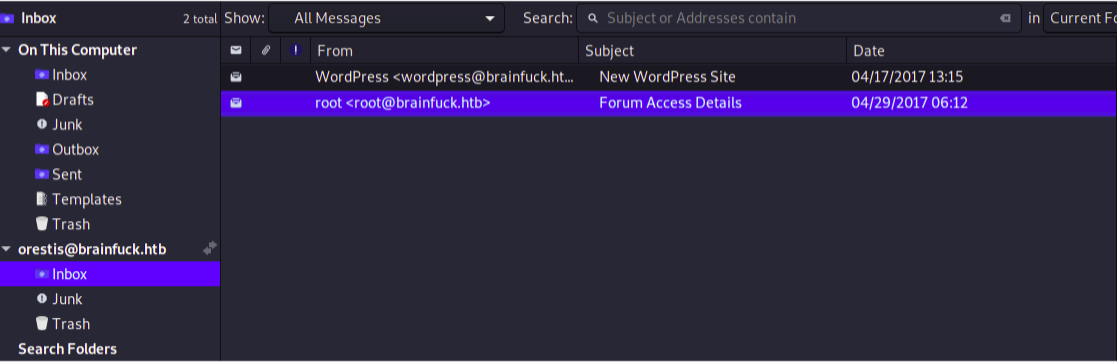 Inbox 2 total Show: All Messages Search: Subject or Addresses contain in Current Fo
On This Computer From Subject Date
Inbox WordPress <wordpress@brainfuck.ht... New WordPress Site 04/17/2017 13:15
Drafts root <root@brainfuck.htb> Forum Access Details 04/29/2017 06:12
Junk
Outbox
Sent
Templates
Trash
orestis@brainfuck.htb
Inbox
Junk
Trash
Search Folders